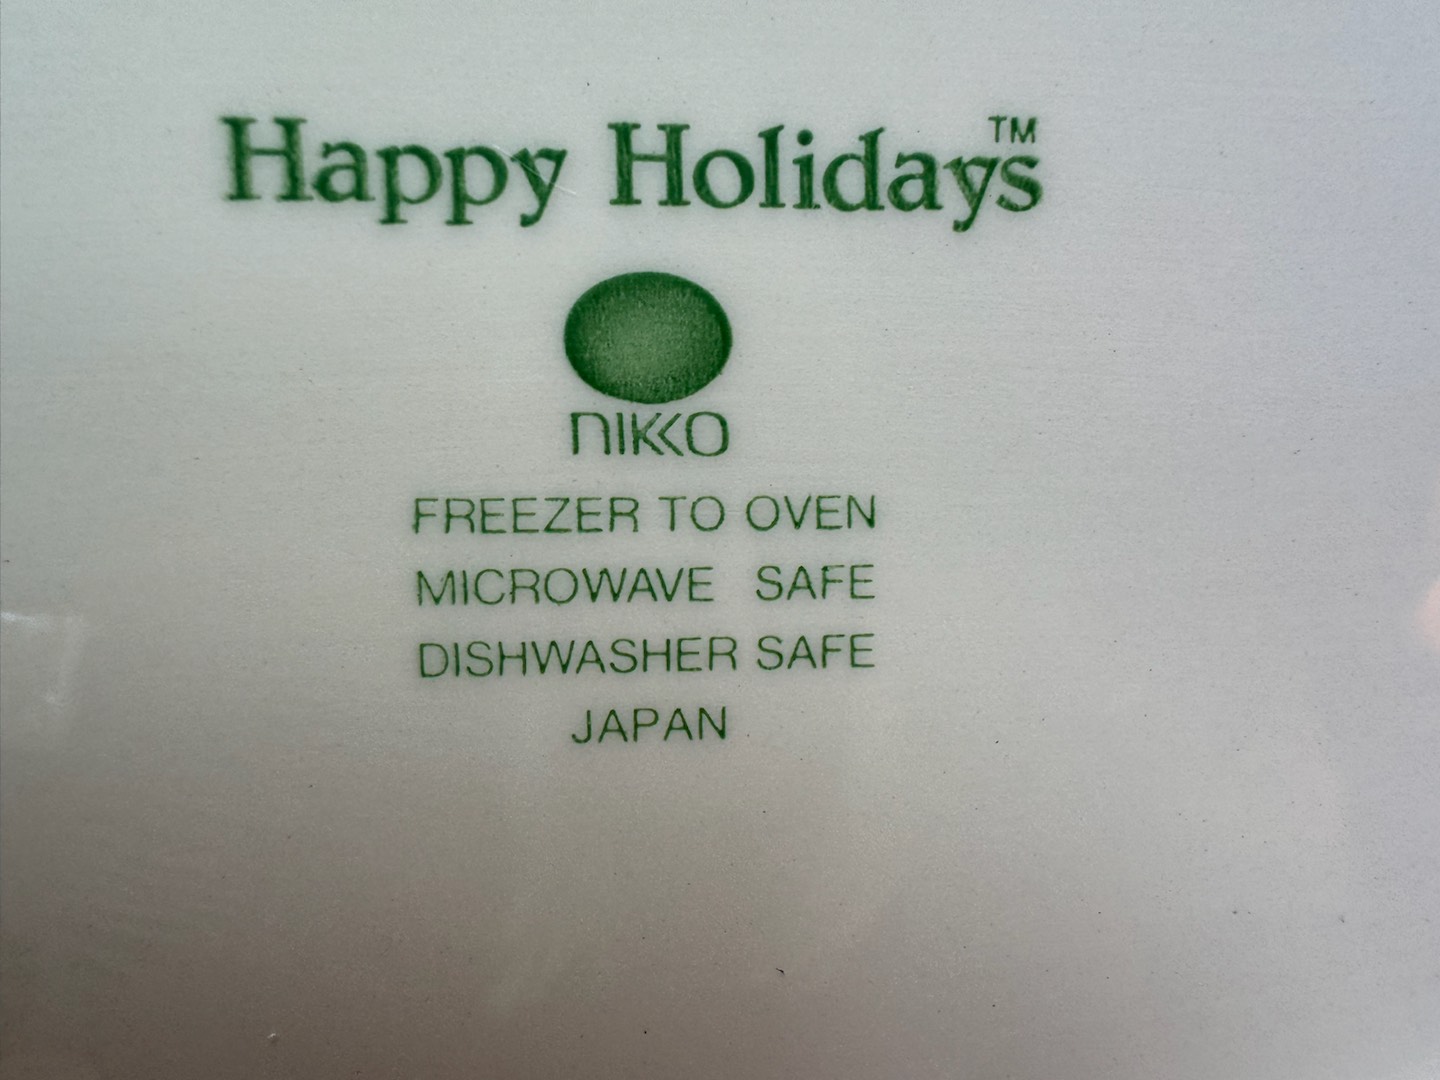 Happy Holidays™
NIKKO
FREEZER TO OVEN
MICROWAVE SAFE
DISHWASHER SAFE
JAPAN